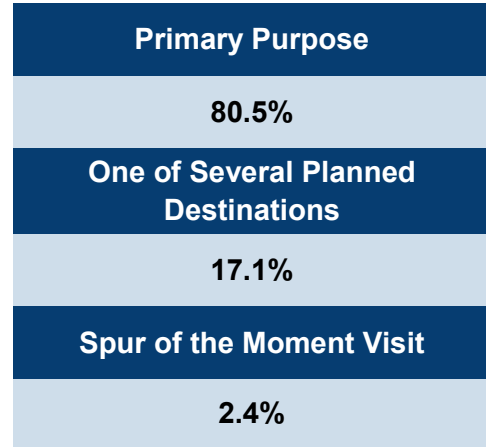 Primary Purpose
80.5%
One of Several Planned
Destinations
17.1%
Spur of the Moment Visit
2.4%